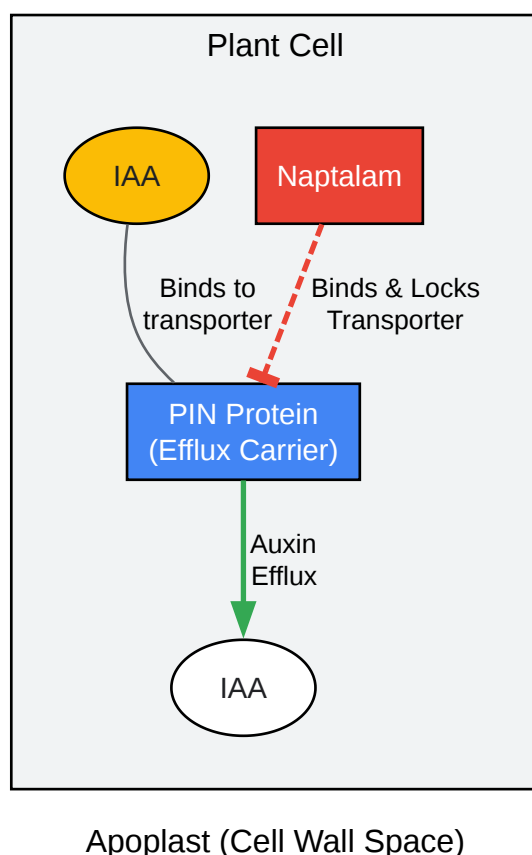 Plant Cell
IAA
Naptalam
Binds to
transporter
Binds & Locks
Transporter
PIN Protein
(Efflux Carrier)
Auxin
Efflux
IAA
Apoplast (Cell Wall Space)